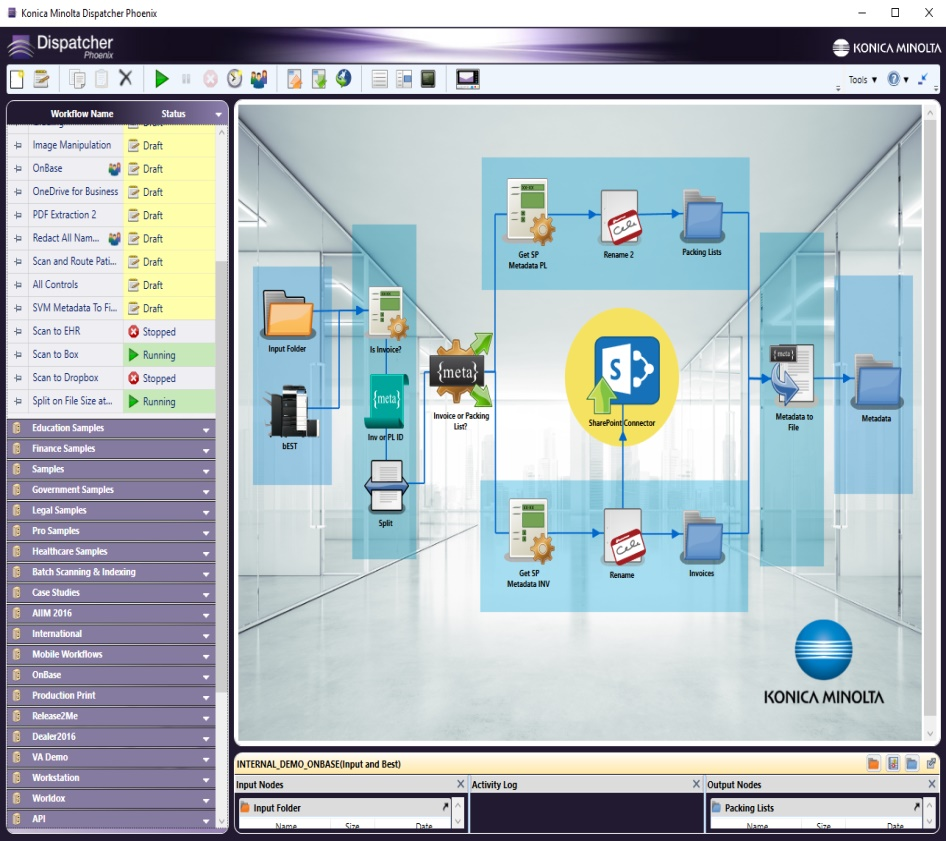 Konica Minolta Dispatcher Phoenix
Dispatcher
Phoenix
KONICA MINOLTA
Tools
Workflow Name Status
Draft
Image Manipulation Draft
OnBase Draft
OneDrive for Business Draft
PDF Extraction 2 Draft
Redact All Nam... Draft
Scan and Route Pati... Draft
All Controls Draft
SVM Metadata To Fi... Draft
Scan to EHR Stopped
Scan to Box Running
Scan to Dropbox Stopped
Split on File Size at... Running
Education Samples
Finance Samples
Samples
Government Samples
Legal Samples
Pro Samples
Healthcare Samples
Batch Scanning & Indexing
Case Studies
AIIM 2016
International
Mobile Workflows
OnBase
Production Print
Release2Me
Dealer2016
VA Demo
Workstation
Worldox
API
Input Folder
bEST
Is Invoice?
{meta}
Inv or PL ID
Split
{meta}
Invoice or Packing
List?
Get SP
Metadata PL
Rename 2
Packing Lists
S
SharePoint Connector
Get SP
Metadata INV
Rename
Invoices
{meta}
Metadata to
File
Metadata
KONICA MINOLTA
INTERNAL_DEMO_ONBASE(Input and Best)
Input Nodes
Input Folder
Name Size Date
Activity Log
Output Nodes
Packing Lists
Name Size Date